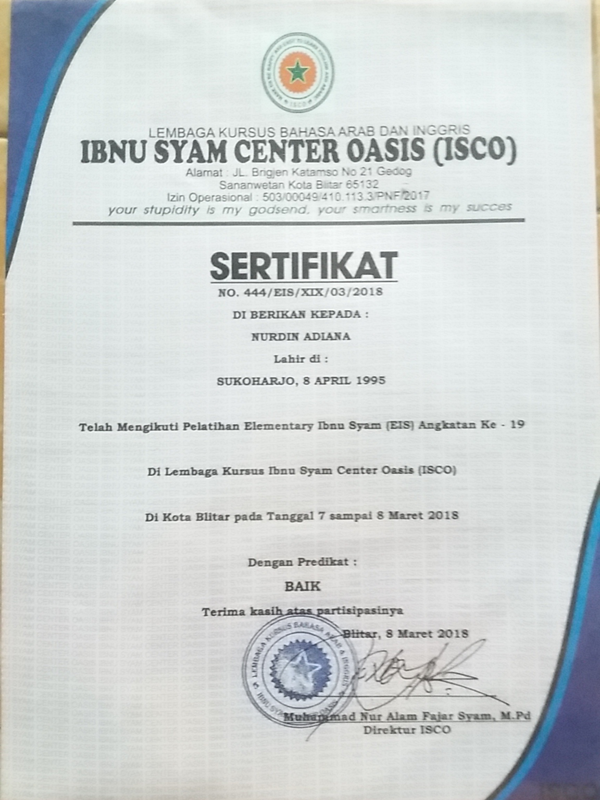 LEMBAGA KURSUS BAHASA ARAB DAN INGGRIS
IBNU SYAM CENTER OASIS (ISCO)
Alamat : JL. Brigjen Katamso No 21 Gedog
Sananwetan Kota Blitar 65132
Izin Operasional : 503/00049/410.113.3/PNF/2017
your stupidity is my godsend, your smartness is my succes
SERTIFIKAT
NO. 444/EIS/XIX/03/2018
DI BERIKAN KEPADA :
NURDIN ADIANA
Lahir di :
SUKOHARJO, 8 APRIL 1995
Telah Mengikuti Pelatihan Elementary Ibnu Syam (EIS) Angkatan Ke - 19
Di Lembaga Kursus Ibnu Syam Center Oasis (ISCO)
Di Kota Blitar pada Tanggal 7 sampai 8 Maret 2018
Dengan Predikat :
BAIK
Terima kasih atas partisipasinya
Blitar, 8 Maret 2018
LEMBAGA KURSUS BAHASA ARAB & INGGRIS
Muhammad Nur Alam Fajar Syam, M.Pd
Direktur ISCO